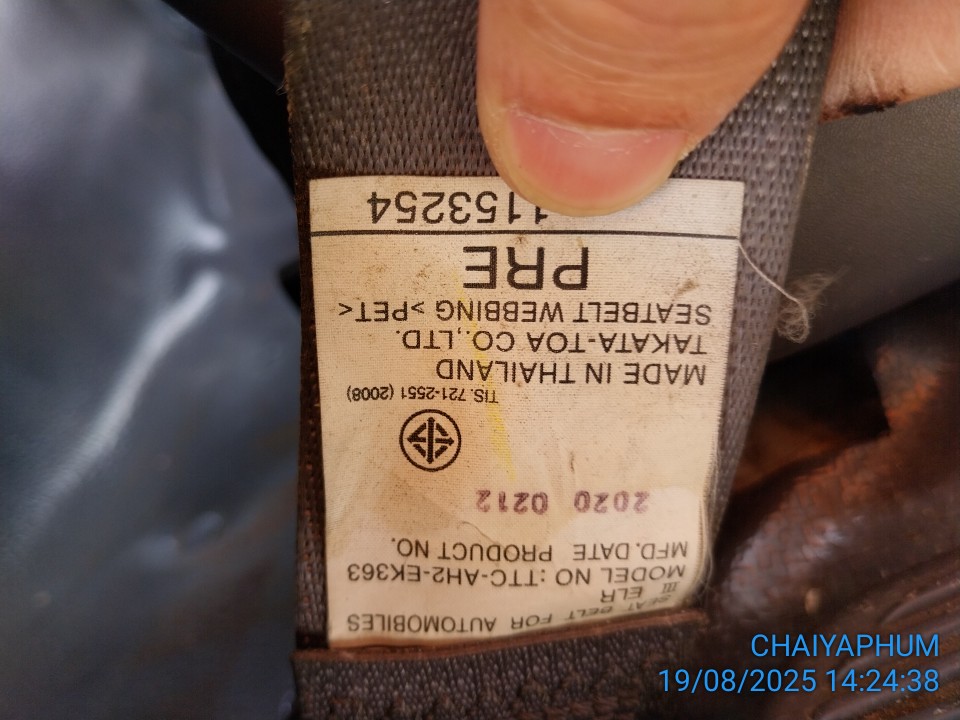 SEAT BELT FOR AUTOMOBILES
III ELR
MODEL NO : TTC-AH2-EK363
MFD. DATE PRODUCT NO.
2020 0212
TIS. 721-2551 (2008)
MADE IN THAILAND
TAKATA-TOA CO.,LTD.
SEATBELT WEBBING >PET<
PRE
1153254
CHAIYAPHUM
19/08/2025 14:24:38